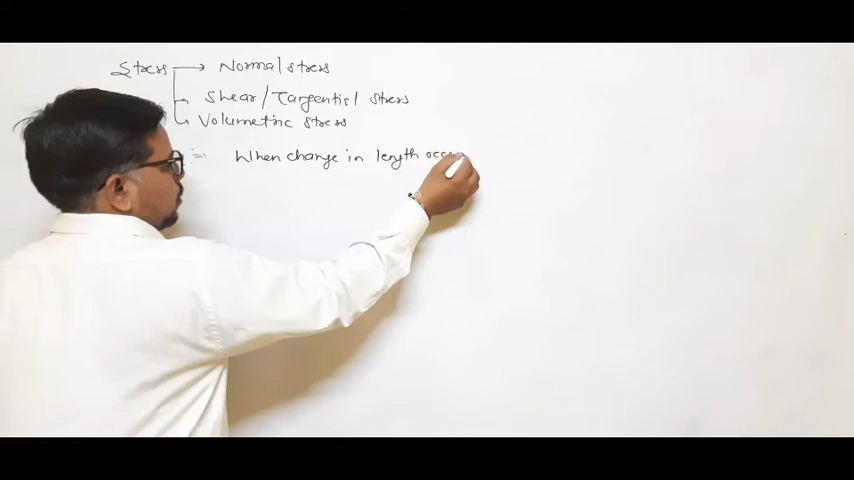 Stress → Normal stress
Shear / Tangential stress
Volumetric stress
When change in length